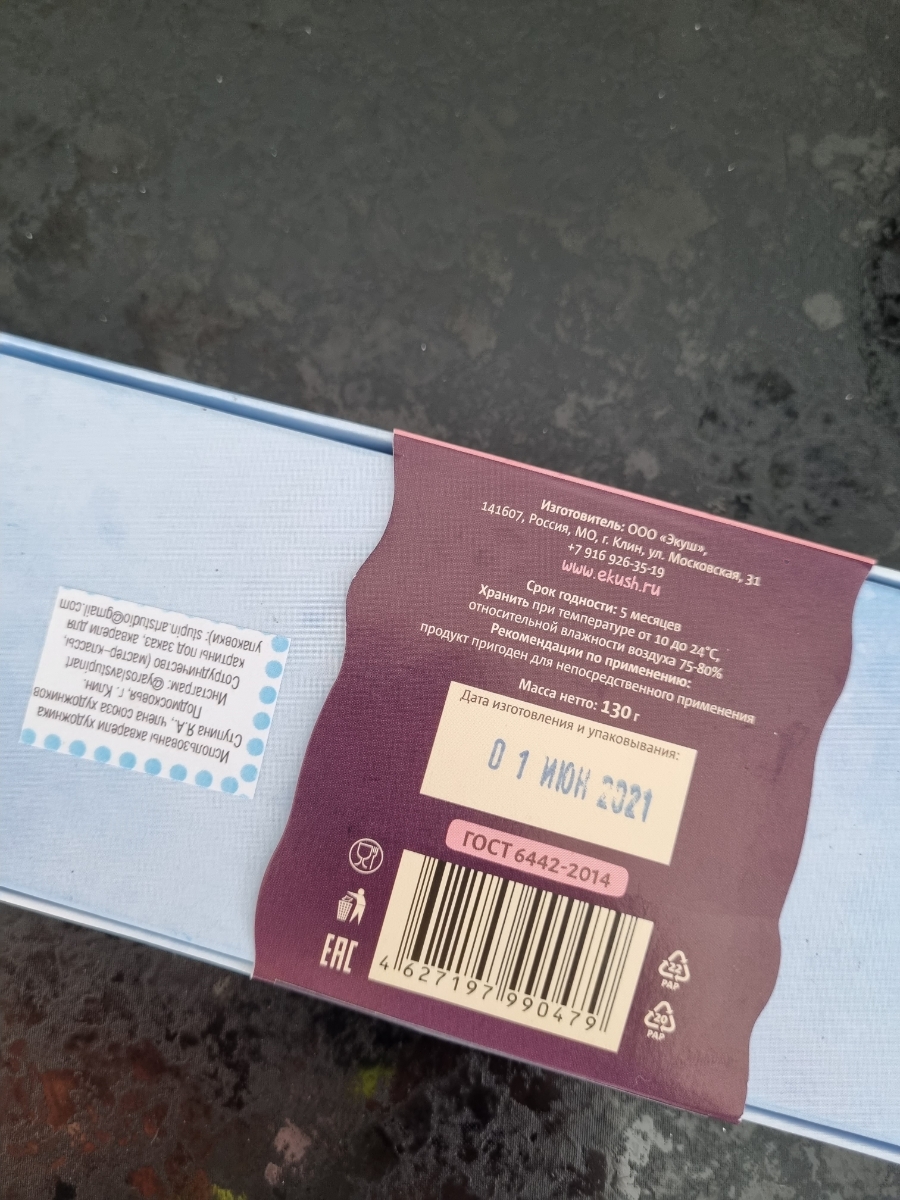 Изготовитель: ООО «Экуш»,
141607, Россия, МО, г. Клин, ул. Московская, 31
+7 916 926-35-19
www.ekush.ru
Срок годности: 5 месяцев
Хранить при температуре от 10 до 24°С,
относительной влажности воздуха 75-80%
Рекомендации по применению:
продукт пригоден для непосредственного применения
Масса нетто: 130 г
Дата изготовления и упаковывания:
01 ИЮН 2021
ГОСТ 6442-2014
ЕАС
4 627197 990479
22
PAP
20
PAP
Использованы акварели художника
Ступина Я.А, члена союза художников
Подмосковья, г. Клин.
Инстаграм: @yaroslavstupinart
Сотрудничество (мастер-классы,
картины под заказ, акварели для
упаковки): stupin.artstudio@gmail.com